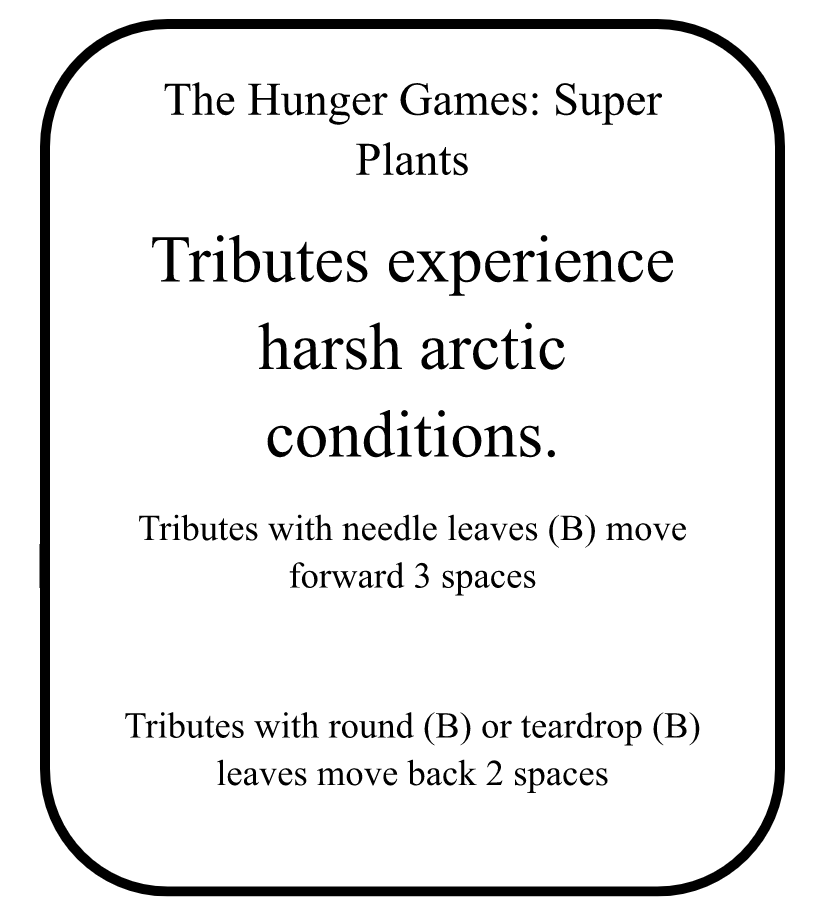 The Hunger Games: Super
Plants
Tributes experience
harsh arctic
conditions.
Tributes with needle leaves (B) move
forward 3 spaces
Tributes with round (B) or teardrop (B)
leaves move back 2 spaces